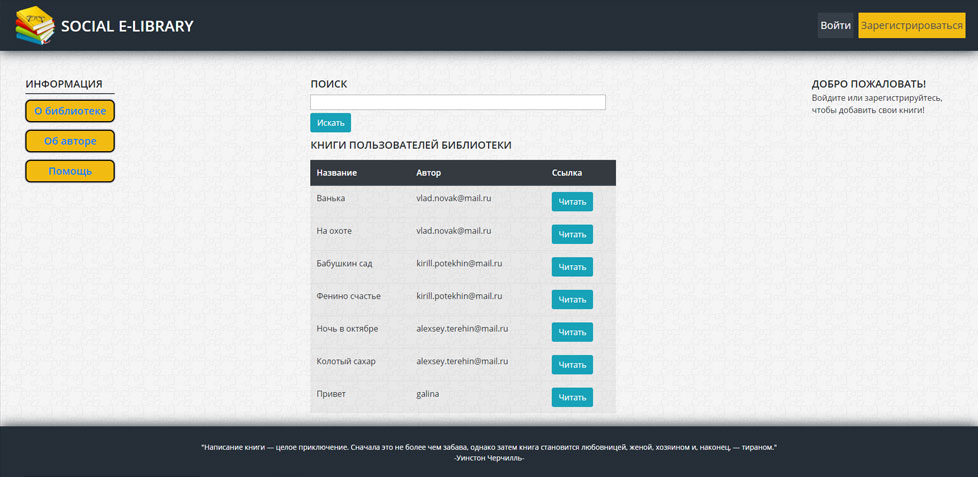 SOCIAL E-LIBRARY
Войти Зарегистрироваться
ИНФОРМАЦИЯ
О библиотеке
Об авторе
Помощь
ПОИСК
Искать
КНИГИ ПОЛЬЗОВАТЕЛЕЙ БИБЛИОТЕКИ
Название Автор Ссылка
Ванька vlad.novak@mail.ru Читать
На охоте vlad.novak@mail.ru Читать
Бабушкин сад kirill.potekhin@mail.ru Читать
Фенино счастье kirill.potekhin@mail.ru Читать
Ночь в октябре alexsey.terehin@mail.ru Читать
Колотый сахар alexsey.terehin@mail.ru Читать
Привет galina Читать
ДОБРО ПОЖАЛОВАТЬ!
Войдите или зарегистрируйтесь,
чтобы добавить свои книги!
"Написание книги — целое приключение. Сначала это не более чем забава, однако затем книга становится любовницей, женой, хозяином и, наконец, — тираном."
-Уинстон Черчилль-